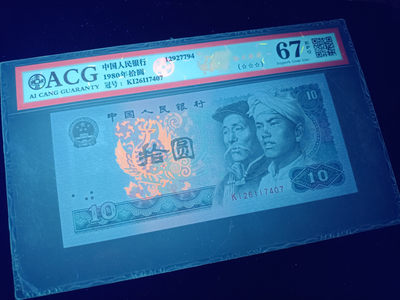 ACG
AI CANG GUARANTY
中国人民银行
1980年拾圆
冠号：KI26117407
12927794
(☆☆☆)
67
EPQ
中国人民银行
10
拾圆
10
KI26117407
10